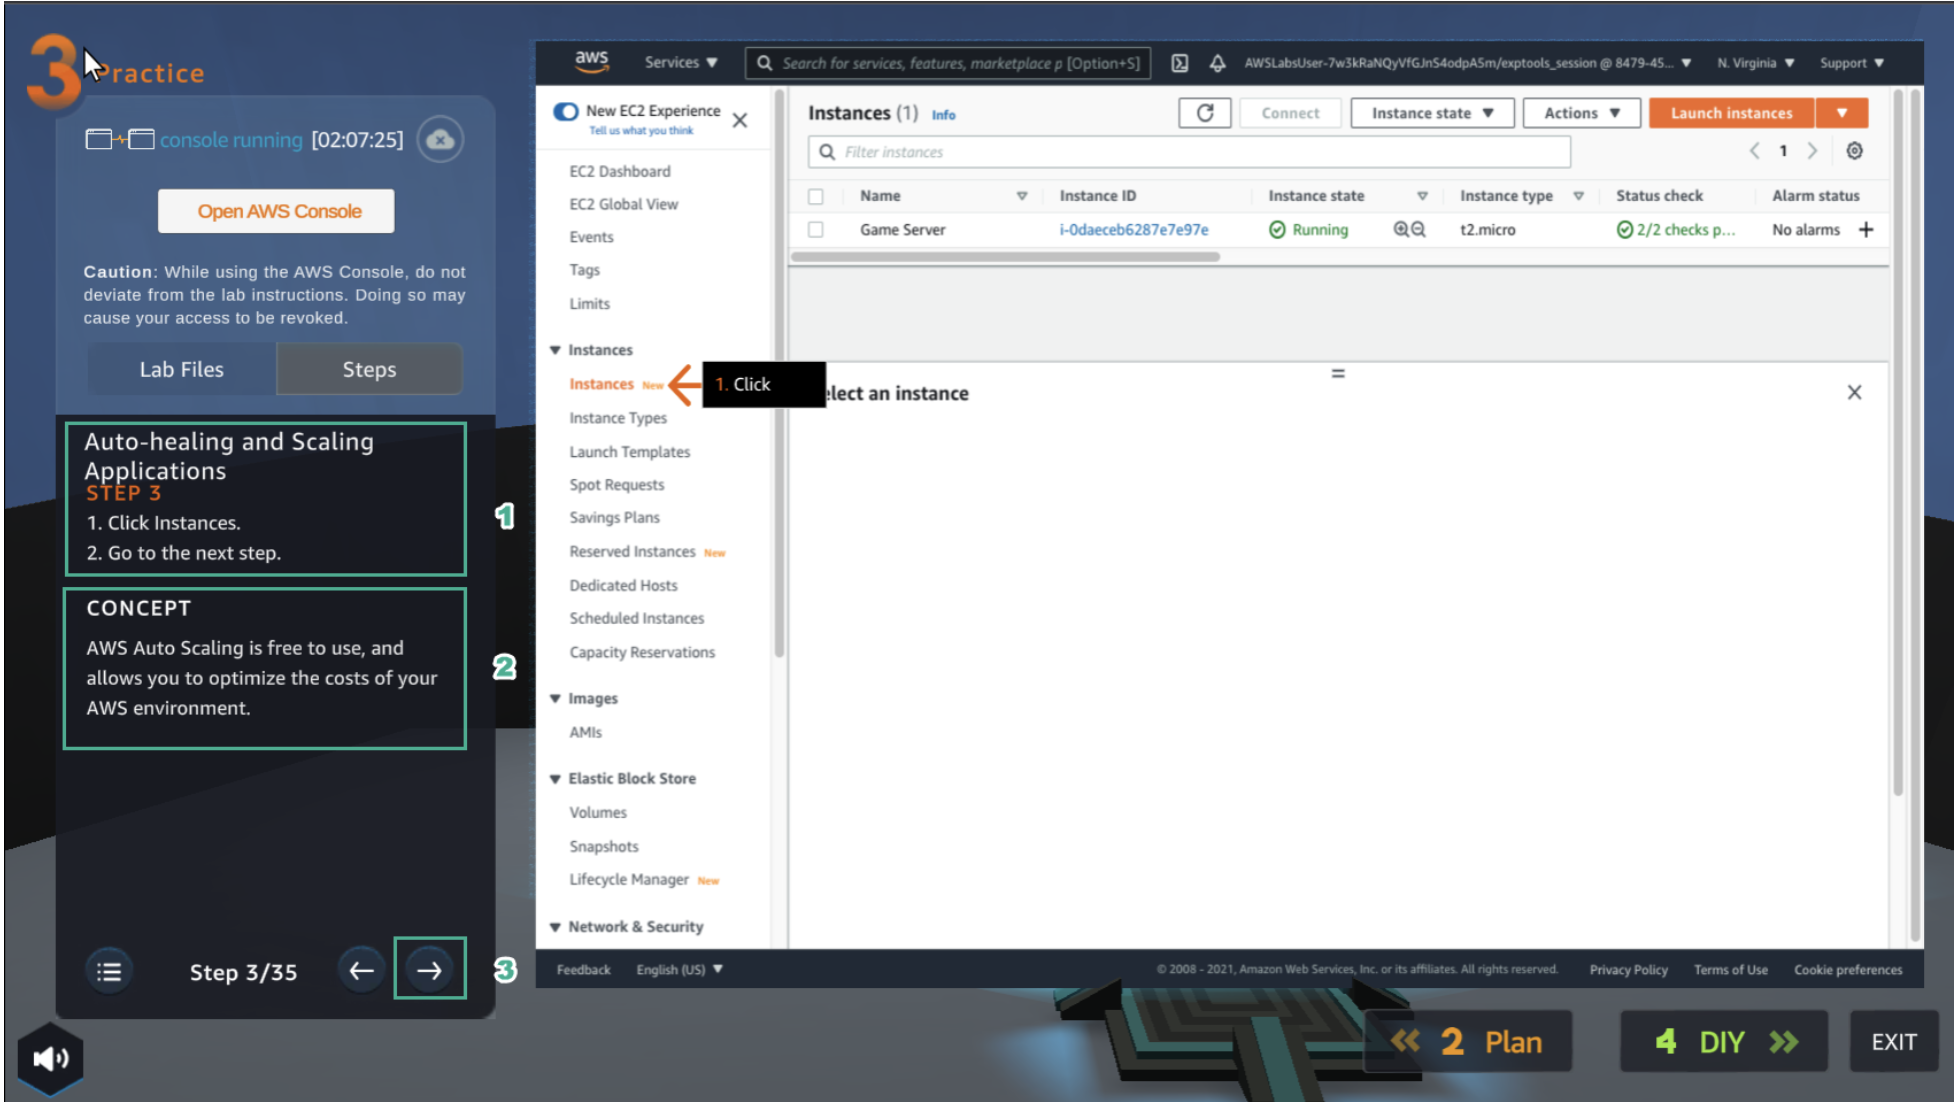 3 Practice
console running [02:07:25]
Open AWS Console
Caution: While using the AWS Console, do not
deviate from the lab instructions. Doing so may
cause your access to be revoked.
Lab Files
Steps
Auto-healing and Scaling
Applications
STEP 3
1. Click Instances.
2. Go to the next step.
1
CONCEPT
AWS Auto Scaling is free to use, and
allows you to optimize the costs of your
AWS environment.
2
Step 3/35
3
aws
Services
Search for services, features, marketplace p [Option+S]
AWSLabsUser-7w3kRaNQyVfGJnS4odpA5m/exptools_session @ 8479-45...
N. Virginia
Support
New EC2 Experience
Tell us what you think
EC2 Dashboard
EC2 Global View
Events
Tags
Limits
Instances
Instances New
1. Click
Instance Types
Launch Templates
Spot Requests
Savings Plans
Reserved Instances New
Dedicated Hosts
Scheduled Instances
Capacity Reservations
Images
AMIs
Elastic Block Store
Volumes
Snapshots
Lifecycle Manager New
Network & Security
Instances (1) Info
Connect
Instance state
Actions
Launch instances
Filter instances
1
Name Instance ID Instance state Instance type Status check Alarm status
Game Server i-0daeceb6287e7e97e Running t2.micro 2/2 checks p... No alarms +
elect an instance
Feedback
English (US)
© 2008 - 2021, Amazon Web Services, Inc. or its affiliates. All rights reserved.
Privacy Policy
Terms of Use
Cookie preferences
2 Plan
4 DIY
EXIT